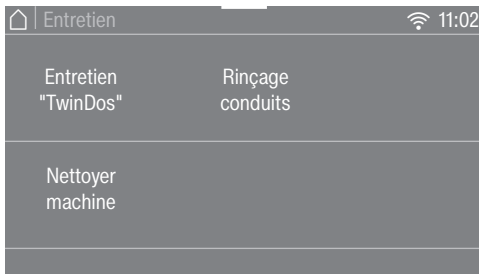 Entretien 11:02
Entretien Rinçage
"TwinDos" conduits
Nettoyer
machine